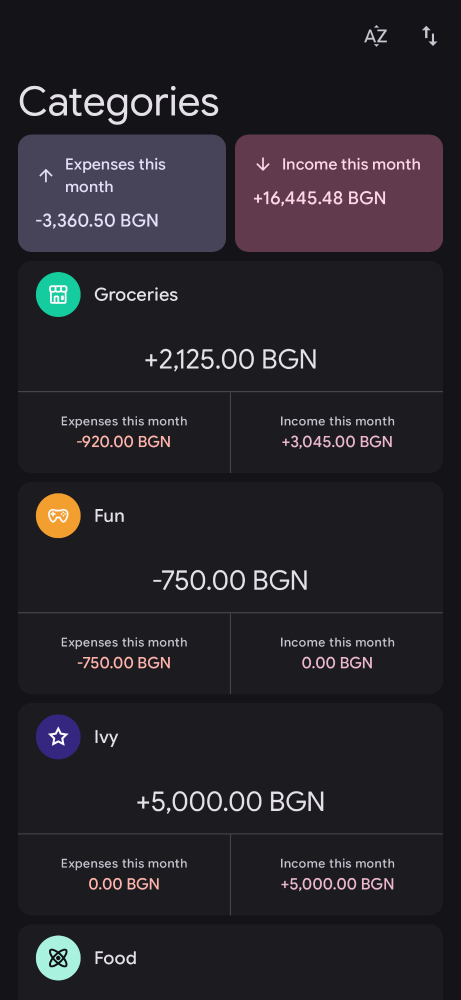 AZ
Categories
Expenses this
month
-3,360.50 BGN
Income this month
+16,445.48 BGN
Groceries
+2,125.00 BGN
Expenses this month
-920.00 BGN
Income this month
+3,045.00 BGN
Fun
-750.00 BGN
Expenses this month
-750.00 BGN
Income this month
0.00 BGN
Ivy
+5,000.00 BGN
Expenses this month
0.00 BGN
Income this month
+5,000.00 BGN
Food